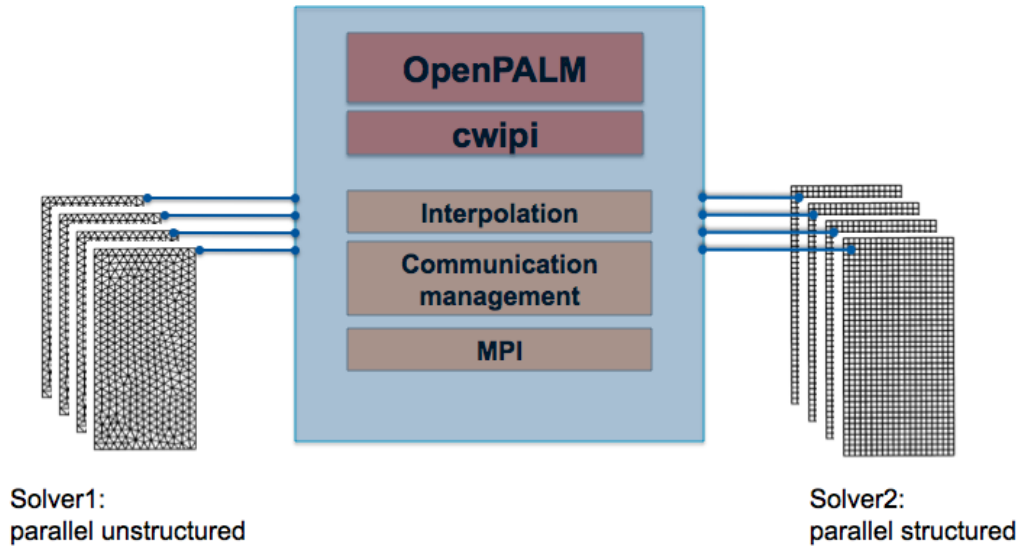 OpenPALM
cwipi
Interpolation
Communication
management
MPI
Solver1:
parallel unstructured
Solver2:
parallel structured